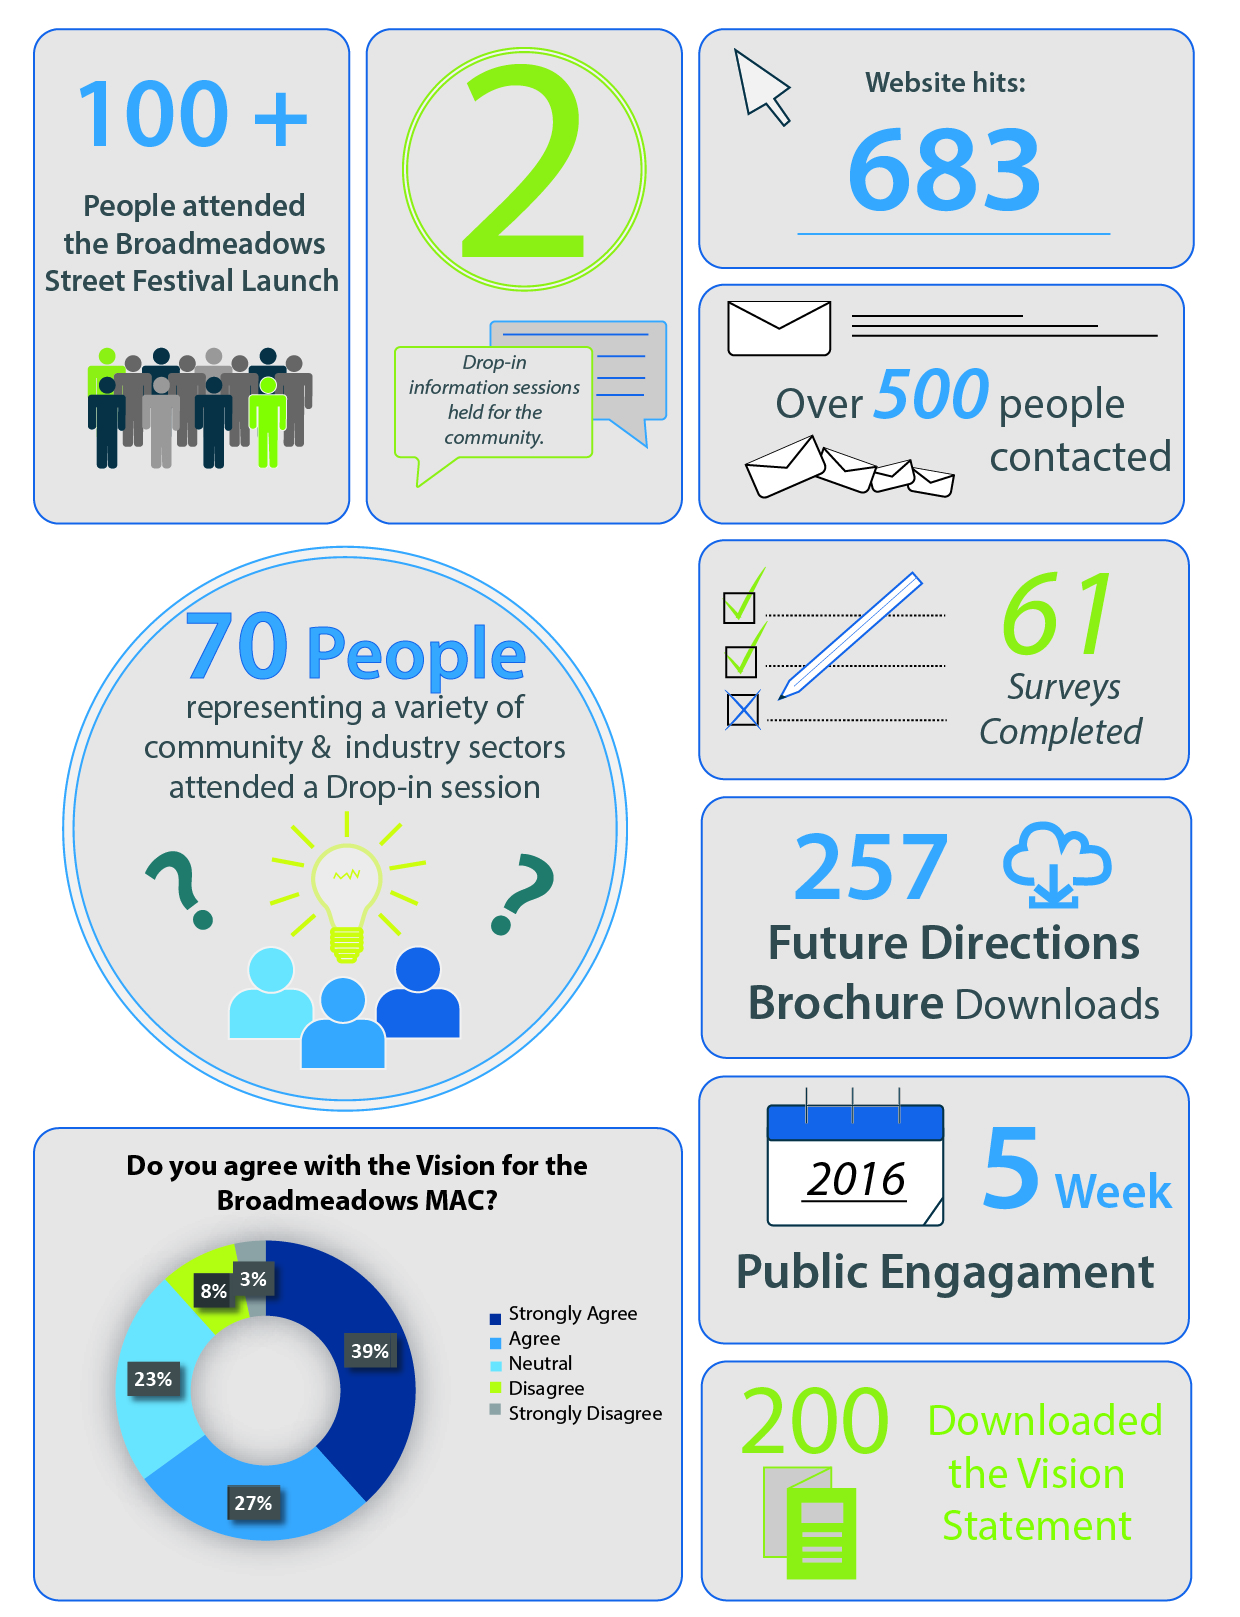 100 +
People attended
the Broadmeadows
Street Festival Launch
2
Drop-in
information sessions
held for the
community.
Website hits:
683
Over 500 people
contacted
70 People
representing a variety of
community & industry sectors
attended a Drop-in session
61
Surveys
Completed
257
Future Directions
Brochure Downloads
2016
5 Week
Public Engagament
Do you agree with the Vision for the
Broadmeadows MAC?
8%
3%
39%
23%
27%
Strongly Agree
Agree
Neutral
Disagree
Strongly Disagree
200
Downloaded
the Vision
Statement